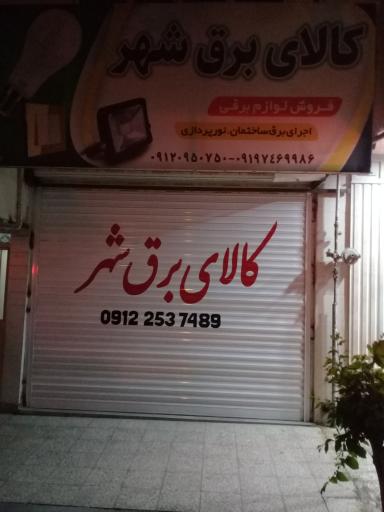 کالای برق شهر
فروش لوازم برقی
اجرای برق ساختمان، نورپردازی
۰۹۱۲۰۹۵۰۷۵۰-۰۹۱۹۷۴۶۹۹۸۶
کالای برق شهر
0912 253 7489